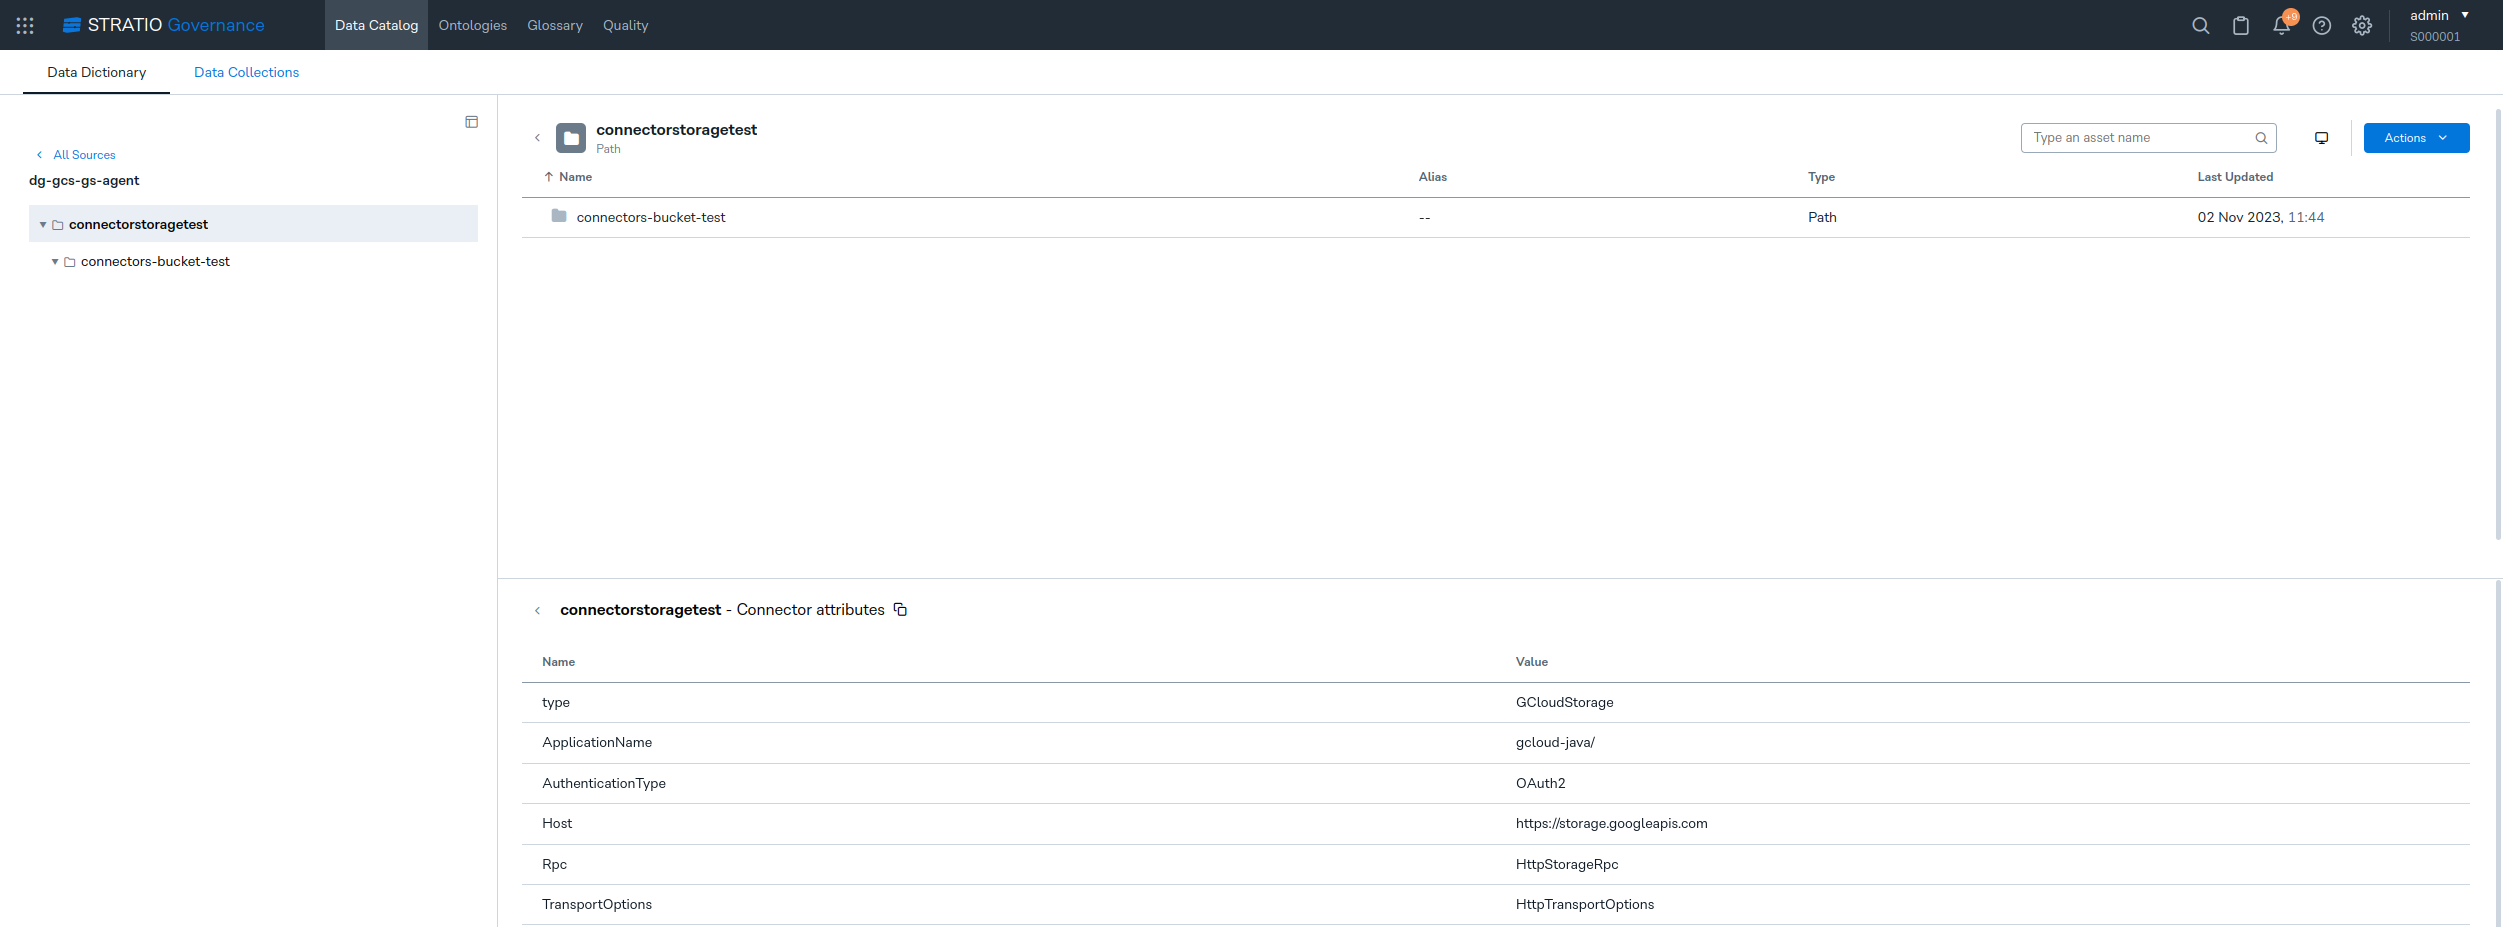 STRATIO Governance
Data Catalog Ontologies Glossary Quality
+9
admin
S000001
Data Dictionary Data Collections
All Sources
dg-gcs-gs-agent
connectorstoragetest
connectors-bucket-test
connectorstoragetest
Path
Type an asset name
Actions
Name Alias Type Last Updated
connectors-bucket-test -- Path 02 Nov 2023, 11:44
connectorstoragetest - Connector attributes
Name Value
type GCloudStorage
ApplicationName gcloud-java/
AuthenticationType OAuth2
Host https://storage.googleapis.com
Rpc HttpStorageRpc
TransportOptions HttpTransportOptions